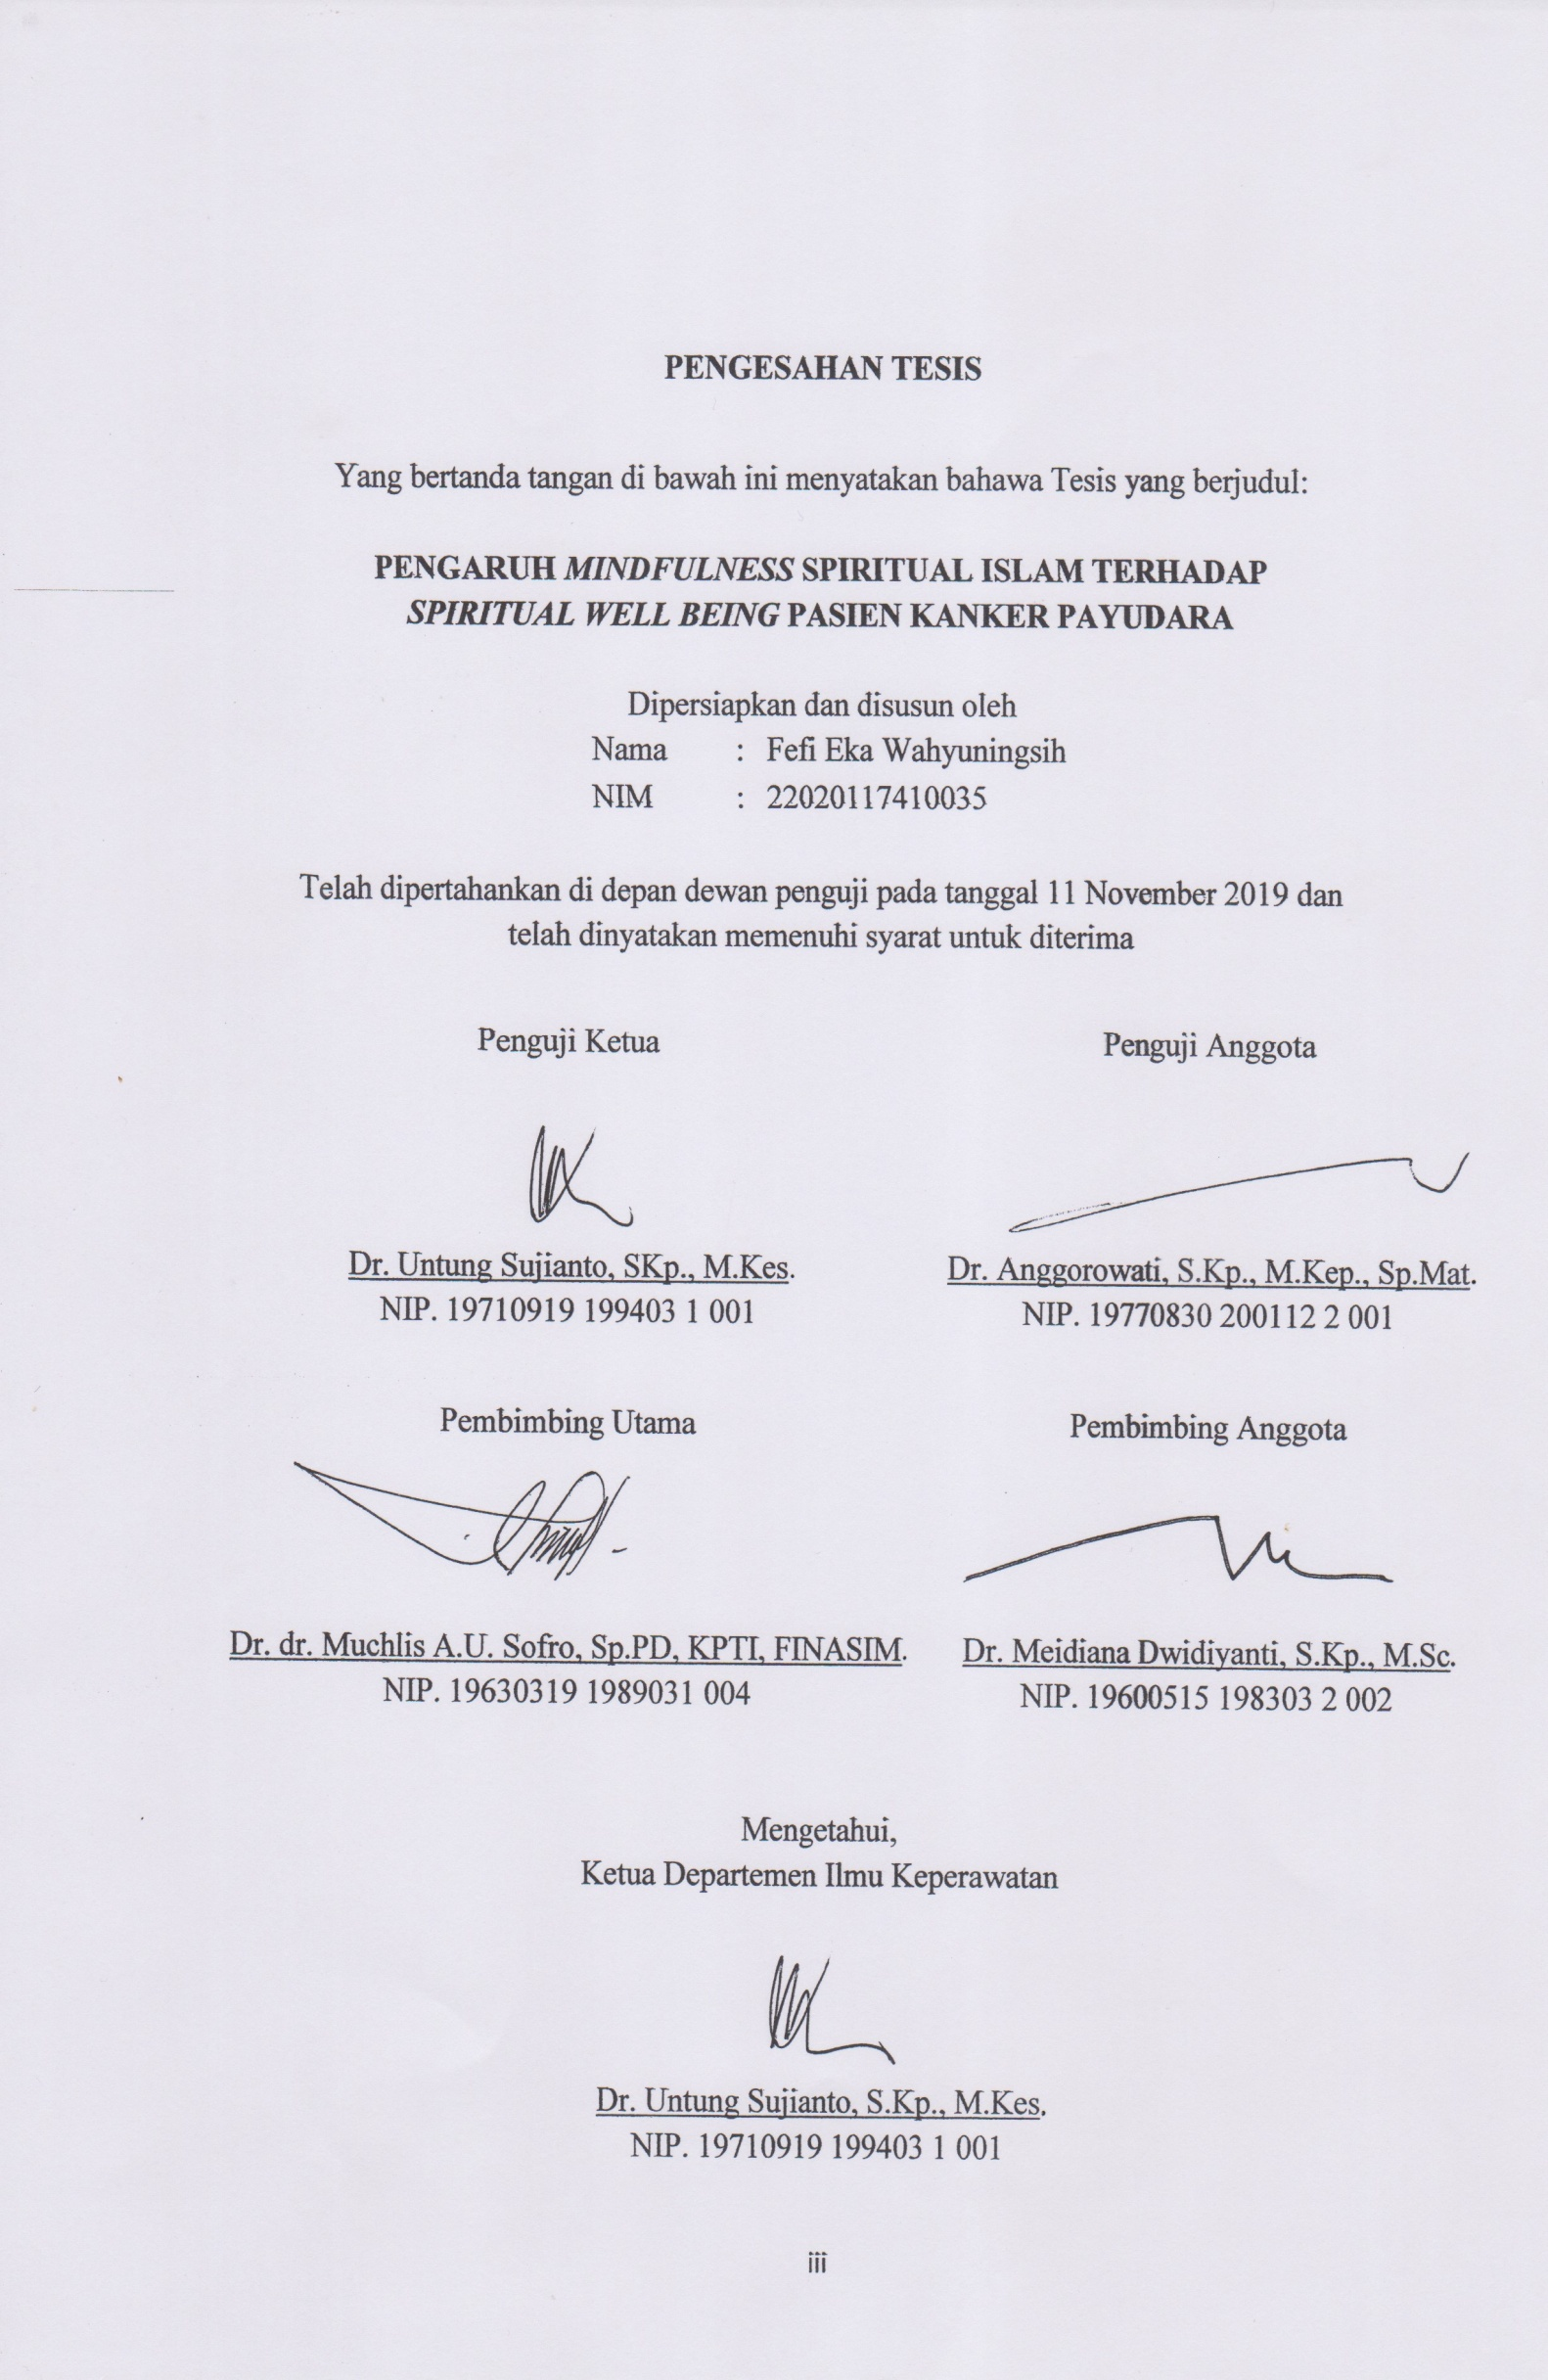 PENGESAHAN TESIS
Yang bertanda tangan di bawah ini menyatakan bahawa Tesis yang berjudul:
PENGARUH MINDFULNESS SPIRITUAL ISLAM TERHADAP
SPIRITUAL WELL BEING PASIEN KANKER PAYUDARA
Dipersiapkan dan disusun oleh
Nama : Fefi Eka Wahyuningsih
NIM : 22020117410035
Telah dipertahankan di depan dewan penguji pada tanggal 11 November 2019 dan
telah dinyatakan memenuhi syarat untuk diterima
Penguji Ketua
Penguji Anggota
Dr. Untung Sujianto, SKp., M.Kes.
Dr. Anggorowati, S.Kp., M.Kep., Sp.Mat.
NIP. 19710919 199403 1 001
NIP. 19770830 200112 2 001
Pembimbing Utama
Pembimbing Anggota
Dr. dr. Muchlis A.U. Sofro, Sp.PD, KPTI, FINASIM.
Dr. Meidiana Dwidiyanti, S.Kp., M.Sc.
NIP. 19630319 1989031 004
NIP. 19600515 198303 2 002
Mengetahui,
Ketua Departemen Ilmu Keperawatan
Dr. Untung Sujianto, S.Kp., M.Kes.
NIP. 19710919 199403 1 001
iii